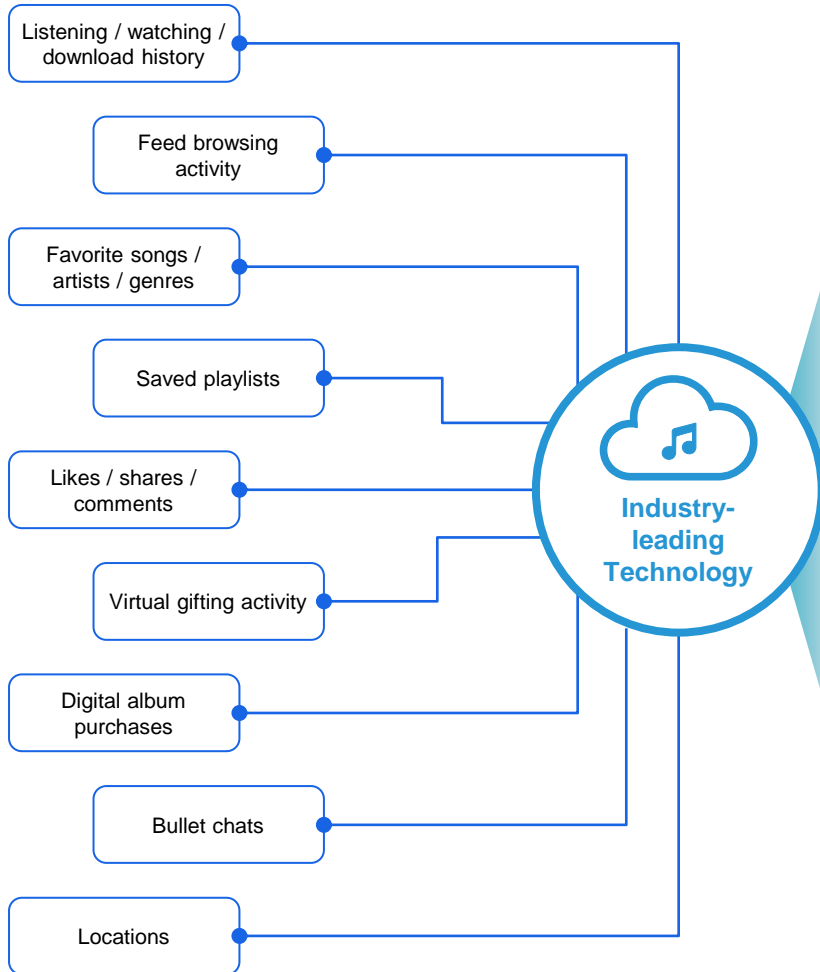 Listening / watching /
download history
Feed browsing
activity
Favorite songs /
artists / genres
Saved playlists
Likes / shares /
comments
Industry-
leading
Technology
Virtual gifting activity
Digital album
purchases
Bullet chats
Locations